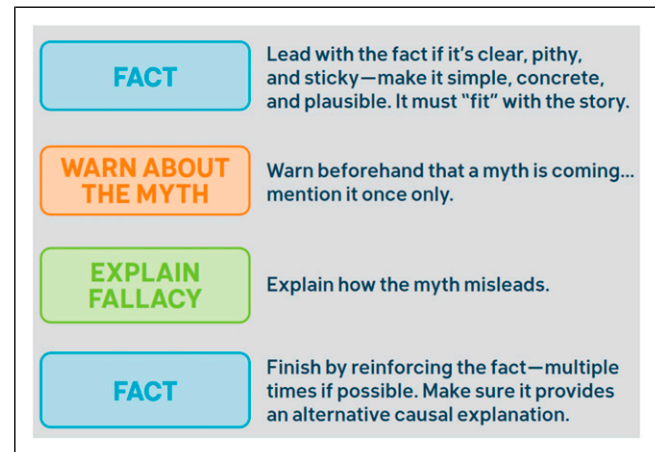 FACT
Lead with the fact if it's clear, pithy,
and sticky—make it simple, concrete,
and plausible. It must "fit" with the story.
WARN ABOUT
THE MYTH
Warn beforehand that a myth is coming...
mention it once only.
EXPLAIN
FALLACY
Explain how the myth misleads.
FACT
Finish by reinforcing the fact—multiple
times if possible. Make sure it provides
an alternative causal explanation.